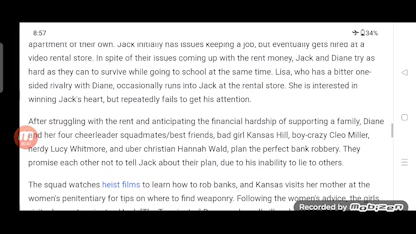 8:57
34%
apartment of their own. Jack initially has issues keeping a job, but eventually gets hired at a
video rental store. In spite of their issues coming up with the rent money, Jack and Diane try as
hard as they can to survive while going to school at the same time. Lisa, who has a bitter one-
sided rivalry with Diane, occasionally runs into Jack at the rental store. She is interested in
winning Jack's heart, but repeatedly fails to get his attention.
After struggling with the rent and anticipating the financial hardship of supporting a family, Diane
and her four cheerleader squadmates/best friends, bad girl Kansas Hill, boy-crazy Cleo Miller,
nerdy Lucy Whitmore, and uber christian Hannah Wald, plan the perfect bank robbery. They
promise each other not to tell Jack about their plan, due to his inability to lie to others.
The squad watches heist films to learn how to rob banks, and Kansas visits her mother at the
women's penitentiary for tips on where to find weaponry. Following the women's advice, the girls
Recorded by Mobizen